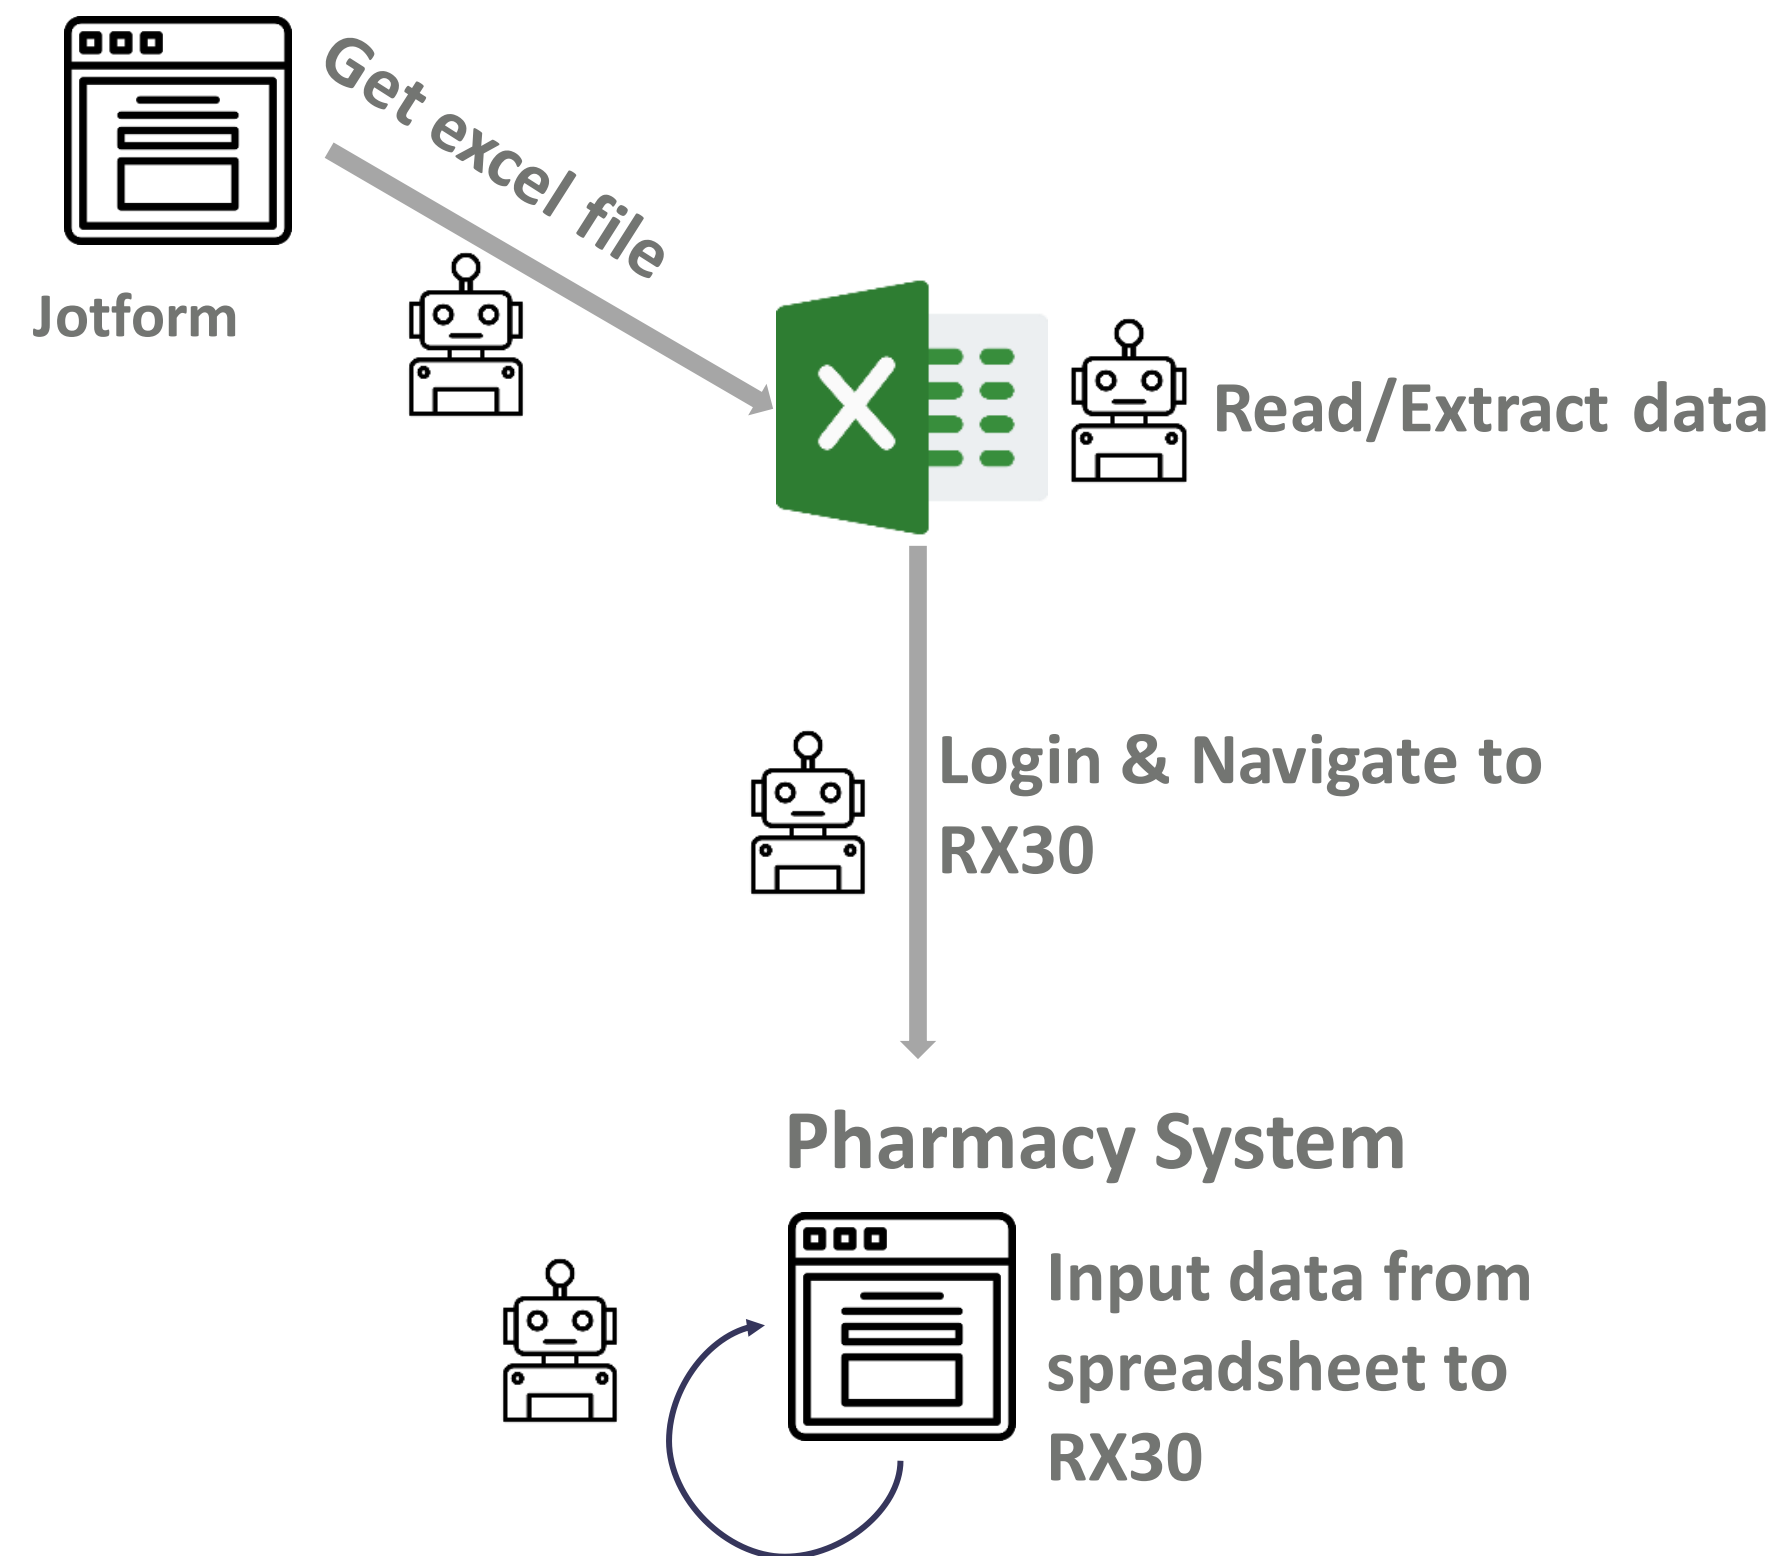 Get excel file
Jotform
Read/Extract data
Login & Navigate to
RX30
Pharmacy System
Input data from
spreadsheet to
RX30